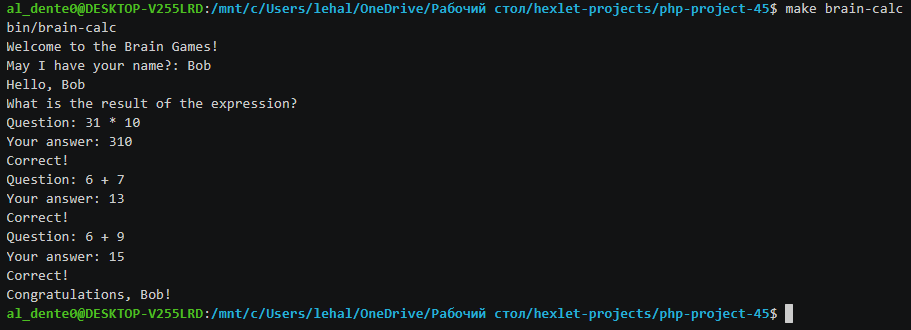 al_dente0@DESKTOP-V255LRD:/mnt/c/Users/lehal/OneDrive/Рабочий стол/hexlet-projects/php-project-45$ make brain-calc
bin/brain-calc
Welcome to the Brain Games!
May I have your name?: Bob
Hello, Bob
What is the result of the expression?
Question: 31 * 10
Your answer: 310
Correct!
Question: 6 + 7
Your answer: 13
Correct!
Question: 6 + 9
Your answer: 15
Correct!
Congratulations, Bob!
al_dente0@DESKTOP-V255LRD:/mnt/c/Users/lehal/OneDrive/Рабочий стол/hexlet-projects/php-project-45$